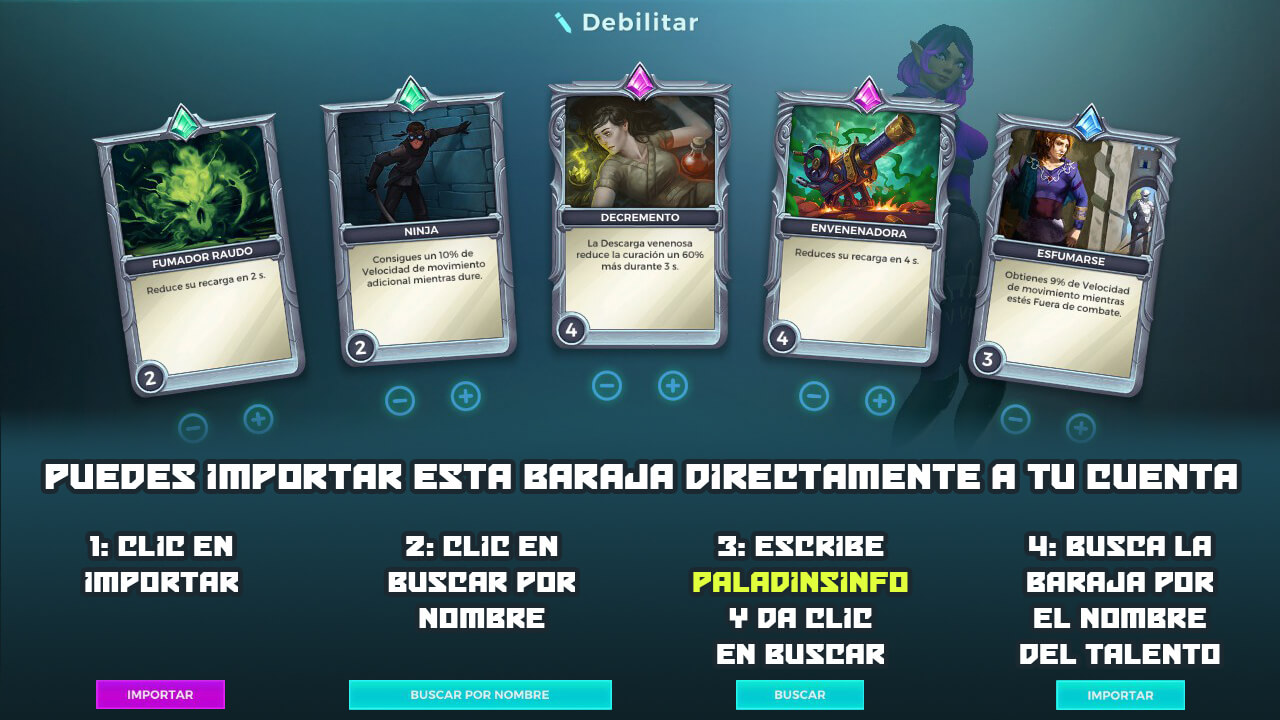 Debilitar
FUMADOR RAUDO
Reduce su recarga en 2 s.
2
NINJA
Consigues un 10% de
Velocidad de movimiento
adicional mientras dure.
2
DECREMENTO
La Descarga venenosa
reduce la curación un 60%
más durante 3 s.
4
ENVENENADORA
Reduces su recarga en 4 s.
4
ESFUMARSE
Obtienes 9% de Velocidad
de movimiento mientras
estés Fuera de combate.
3
PUEDES IMPORTAR ESTA BARAJA DIRECTAMENTE A TU CUENTA
1: CLIC EN
IMPORTAR
IMPORTAR
2: CLIC EN
BUSCAR POR
NOMBRE
BUSCAR POR NOMBRE
3: ESCRIBE
PALADINSINFO
Y DA CLIC
EN BUSCAR
BUSCAR
4: BUSCA LA
BARAJA POR
EL NOMBRE
DEL TALENTO
IMPORTAR